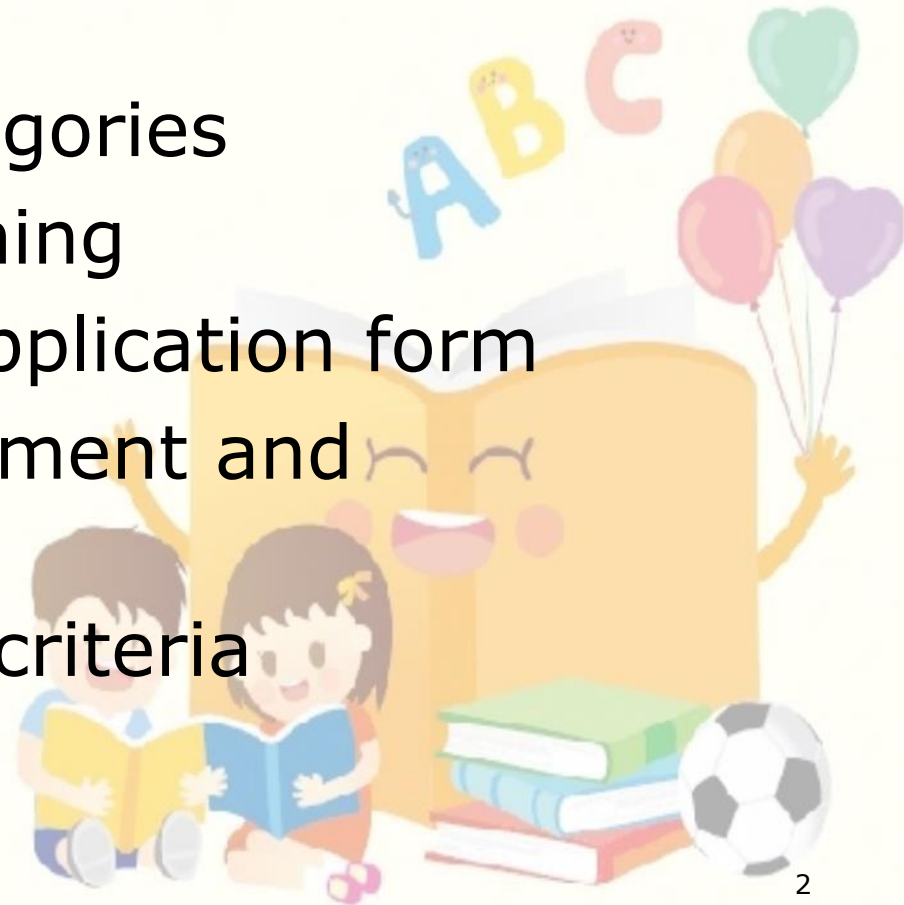 A B C
gories
ning
pplication form
ment and
criteria
2